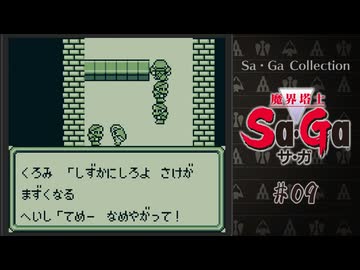 Sa・Ga Collection
魔界塔士
Sa・Ga
サ・ガ
#09
くろみ 「しずかにしろよ さけが
まずくなる
へいし「てめー なめやがって!